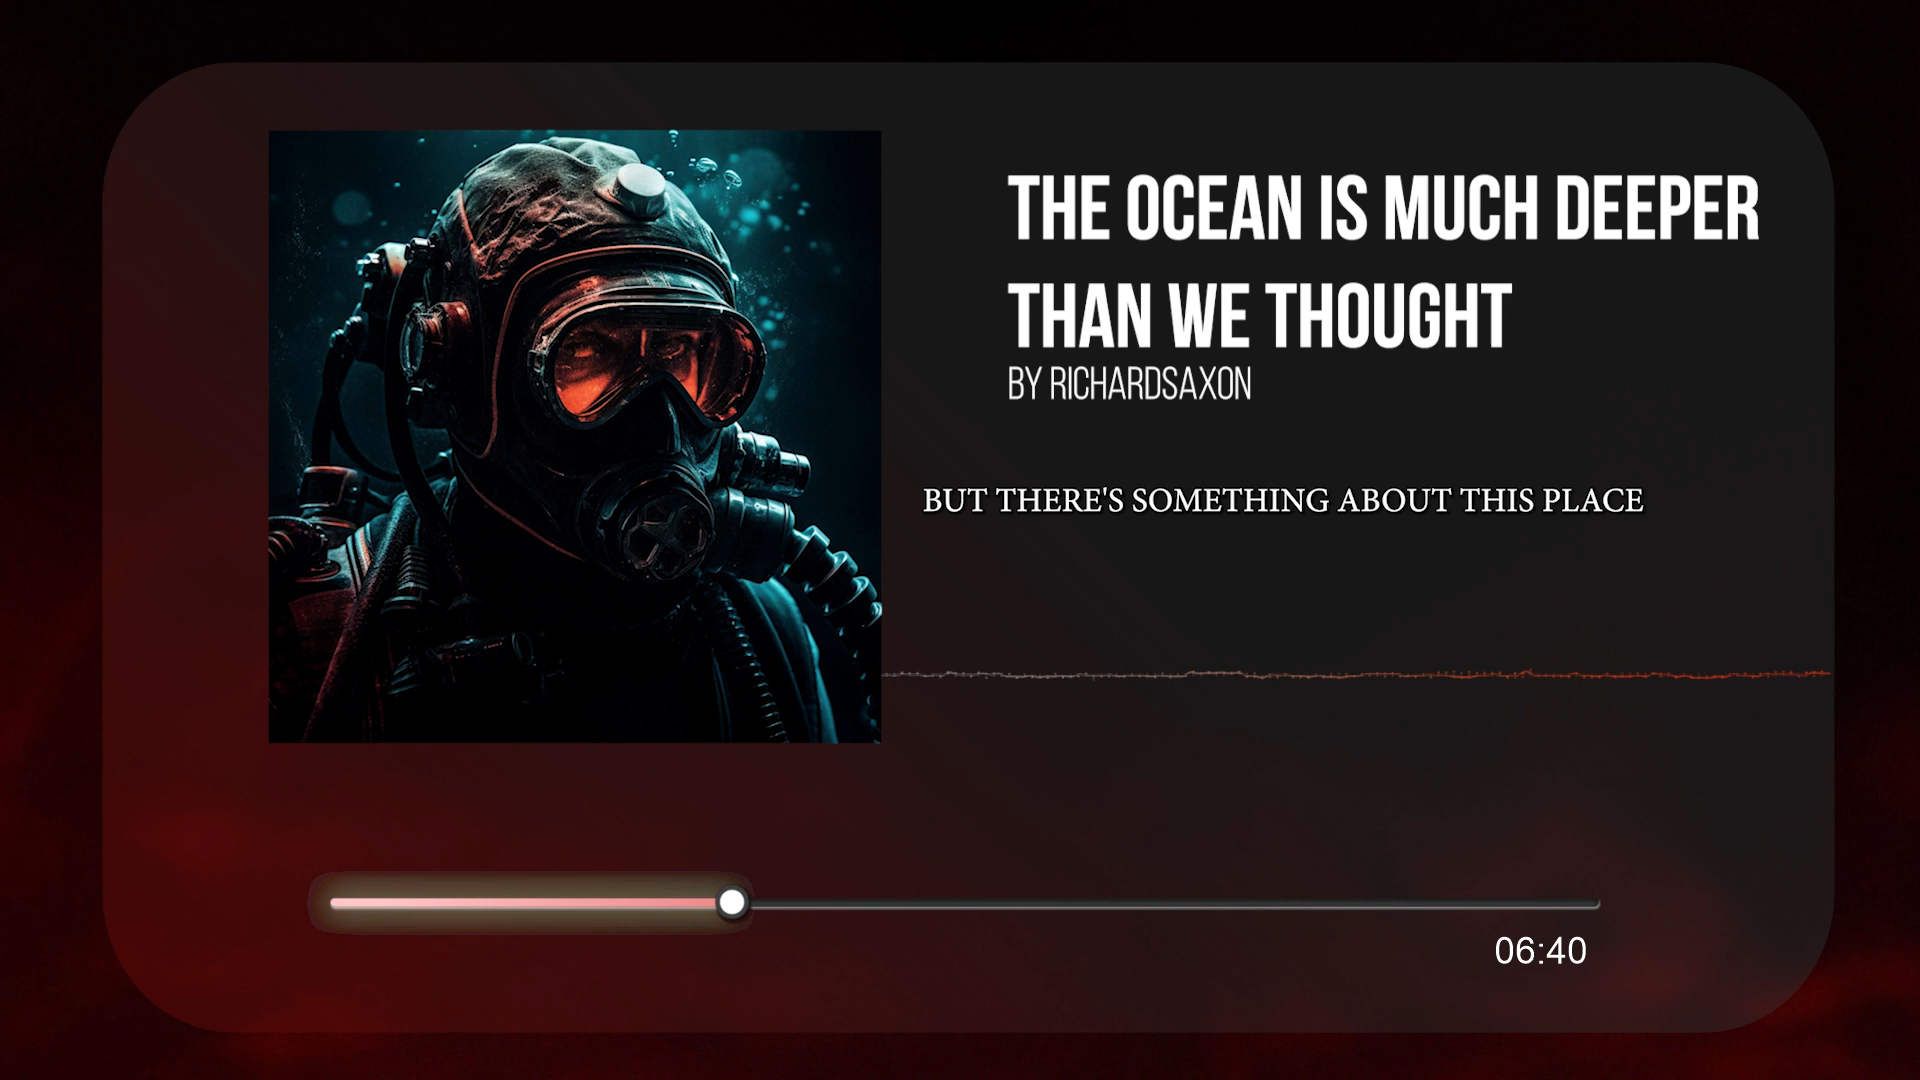 THE OCEAN IS MUCH DEEPER
THAN WE THOUGHT
BY RICHARDSAXON
BUT THERE'S SOMETHING ABOUT THIS PLACE
06:40